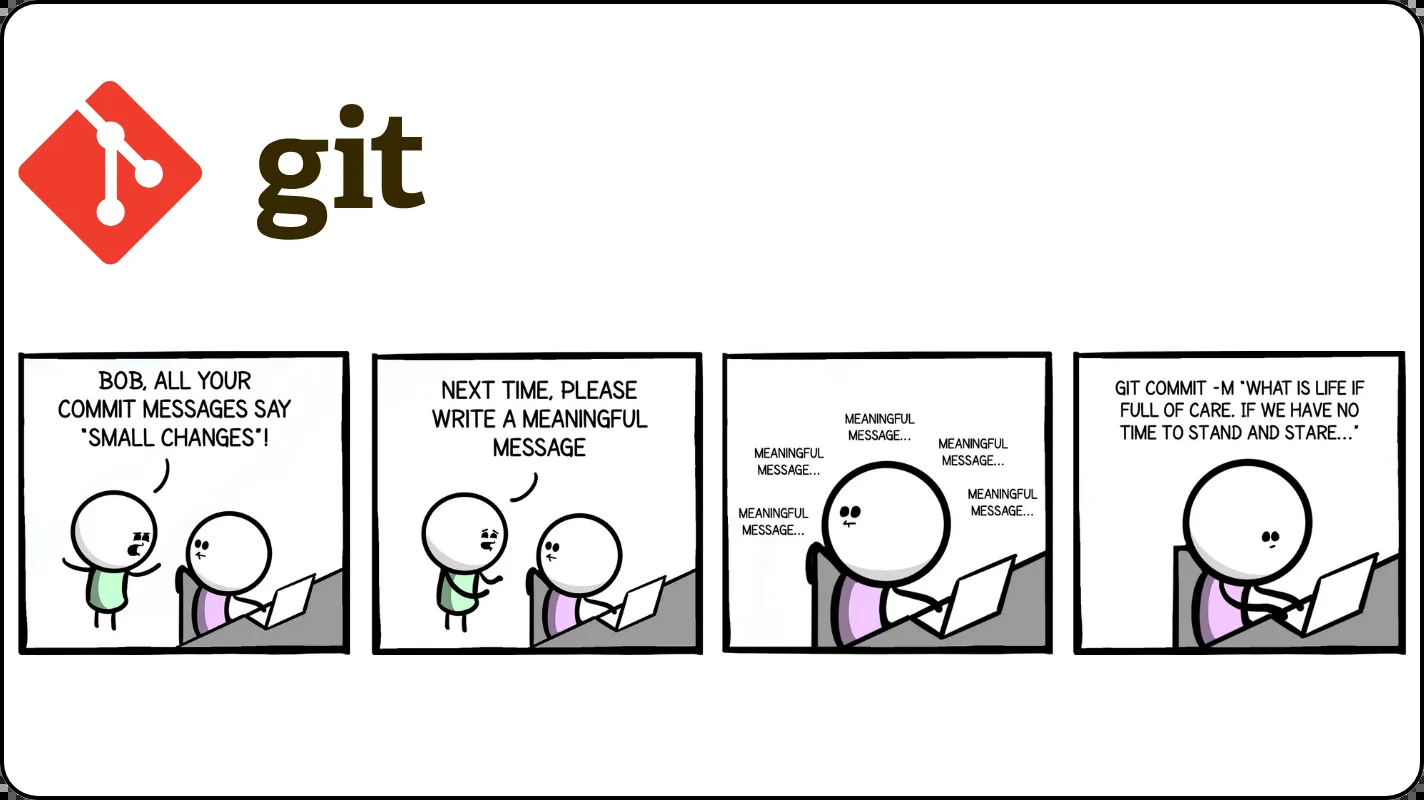 git
BOB, ALL YOUR
COMMIT MESSAGES SAY
"SMALL CHANGES"!
NEXT TIME, PLEASE
WRITE A MEANINGFUL
MESSAGE
MEANINGFUL
MESSAGE...
MEANINGFUL
MESSAGE...
MEANINGFUL
MESSAGE...
MEANINGFUL
MESSAGE...
MEANINGFUL
MESSAGE...
GIT COMMIT -M "WHAT IS LIFE IF
FULL OF CARE. IF WE HAVE NO
TIME TO STAND AND STARE..."